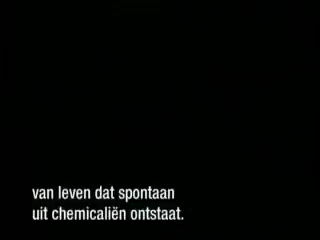 van leven dat spontaan
uit chemicaliën ontstaat.